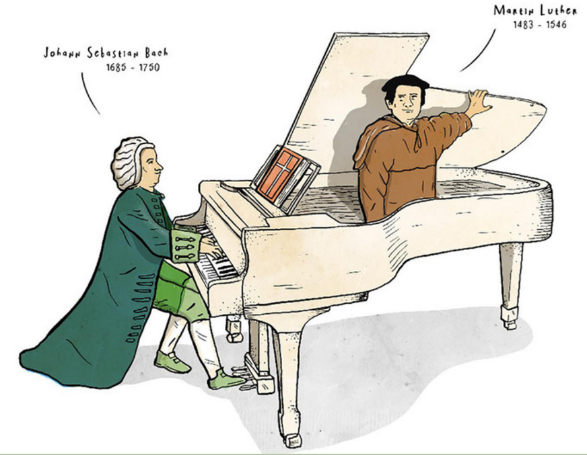 Martin Luther
1483 - 1546
Johann Sebastian Bach
1685 - 1750